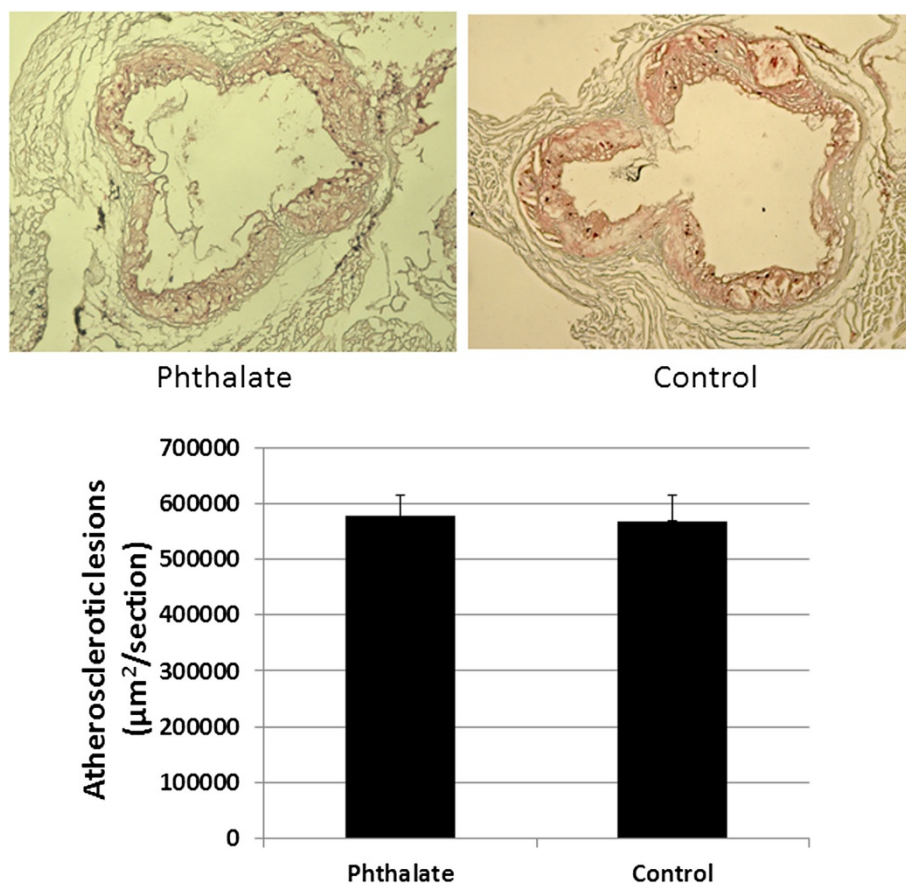 Phthalate
Control
Atheroscleroticlesions
(µm²/section)
700000
600000
500000
400000
300000
200000
100000
0
Phthalate
Control